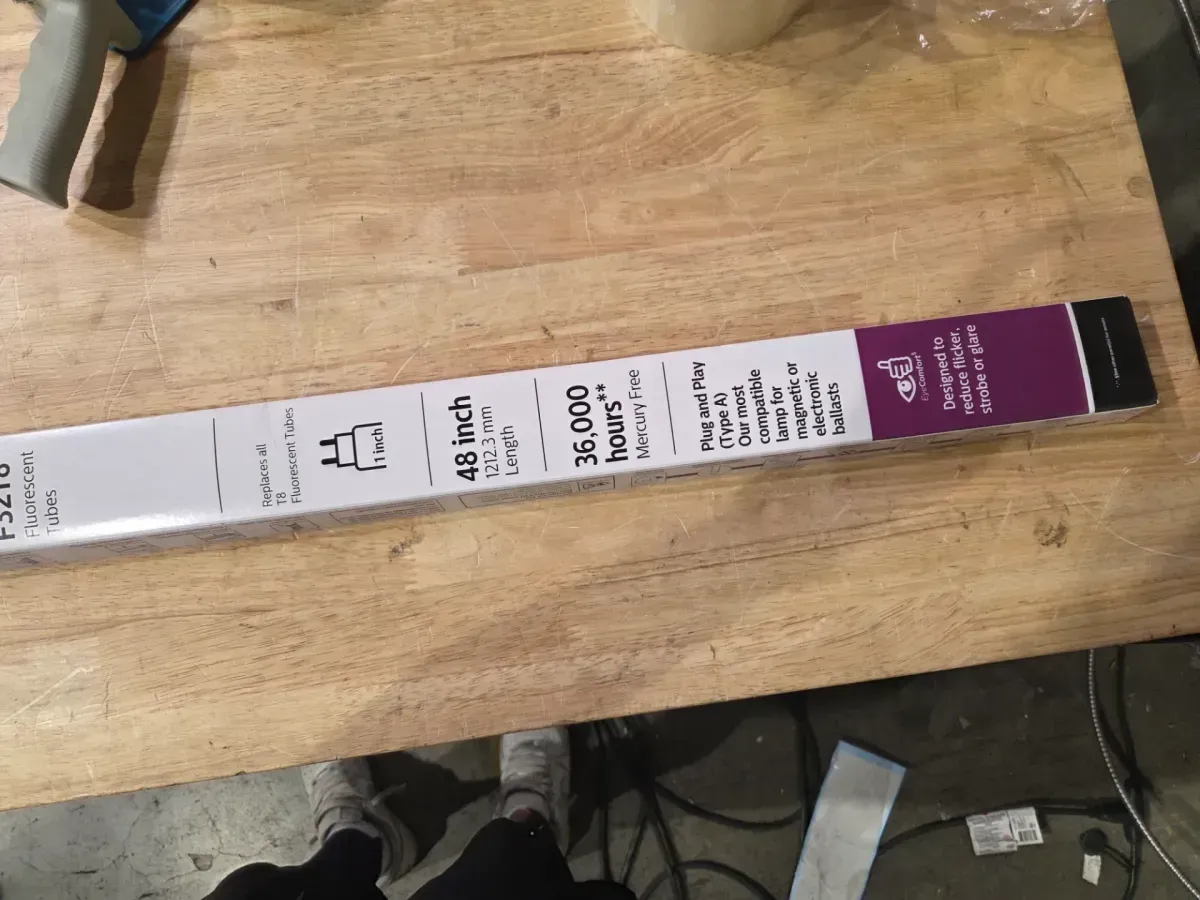 F32T8
Fluorescent
Tubes
Replaces all
T8
Fluorescent Tubes
1 inch
48 inch
1212.3 mm
Length
36,000
hours**
Mercury Free
Plug and Play
(Type A)
Our most
compatible
lamp for
magnetic or
electronic
ballasts
EyeComfort
Designed to
reduce flicker,
strobe or glare